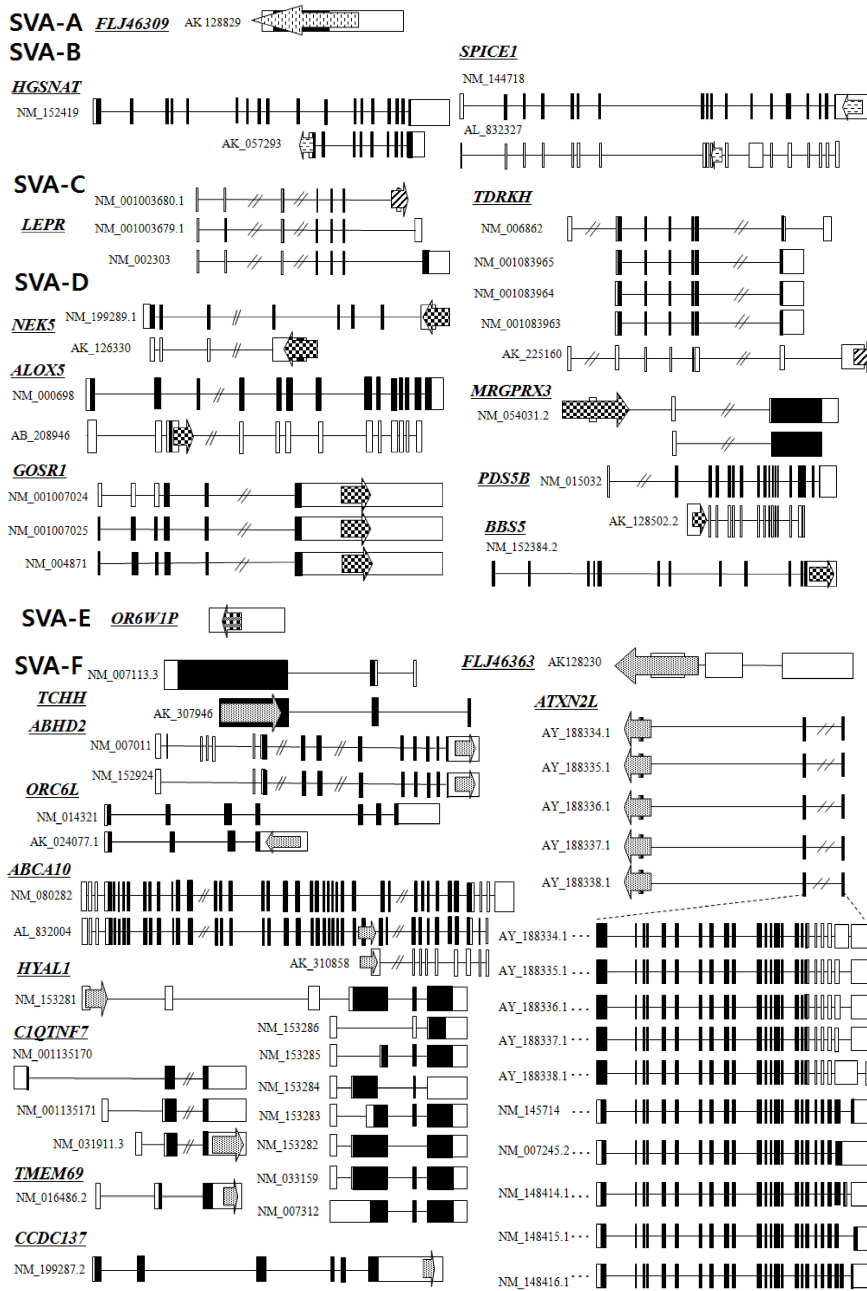 SVA-A FLJ46309 AK 128829
SVA-B
HGSNAT
NM_152419
AK_057293
SPICE1
NM_144718
AL_832327
SVA-C
NM_001003680.1
LEPR
NM_001003679.1
NM_002303
TDRKH
NM_006862
NM_001083965
NM_001083964
NM_001083963
AK_225160
SVA-D
NEK5
NM_199289.1
AK_126330
ALOX5
NM_000698
AB_208946
GOSR1
NM_001007024
NM_001007025
NM_004871
MRGPRX3
NM_054031.2
PDS5B NM_015032
AK_128502.2
BBS5
NM_152384.2
SVA-E OR6W1P
SVA-F
NM_007113.3
TCHH
AK_307946
ABHD2
NM_007011
NM_152924
ORC6L
NM_014321
AK_024077.1
ABCA10
NM_080282
AL_832004
AK_310858
HYAL1
NM_153281
NM_153286
NM_153285
NM_153284
NM_153283
NM_153282
NM_033159
NM_007312
C1QTNF7
NM_001135170
NM_001135171
NM_031911.3
TMEM69
NM_016486.2
CCDC137
NM_199287.2
FLJ46363 AK128230
ATXN2L
AY_188334.1
AY_188335.1
AY_188336.1
AY_188337.1
AY_188338.1
AY_188334.1 ...
AY_188335.1 ...
AY_188336.1 ...
AY_188337.1 ...
AY_188338.1 ...
NM_145714 ...
NM_007245.2 ...
NM_148414.1 ...
NM_148415.1 ...
NM_148416.1 ...